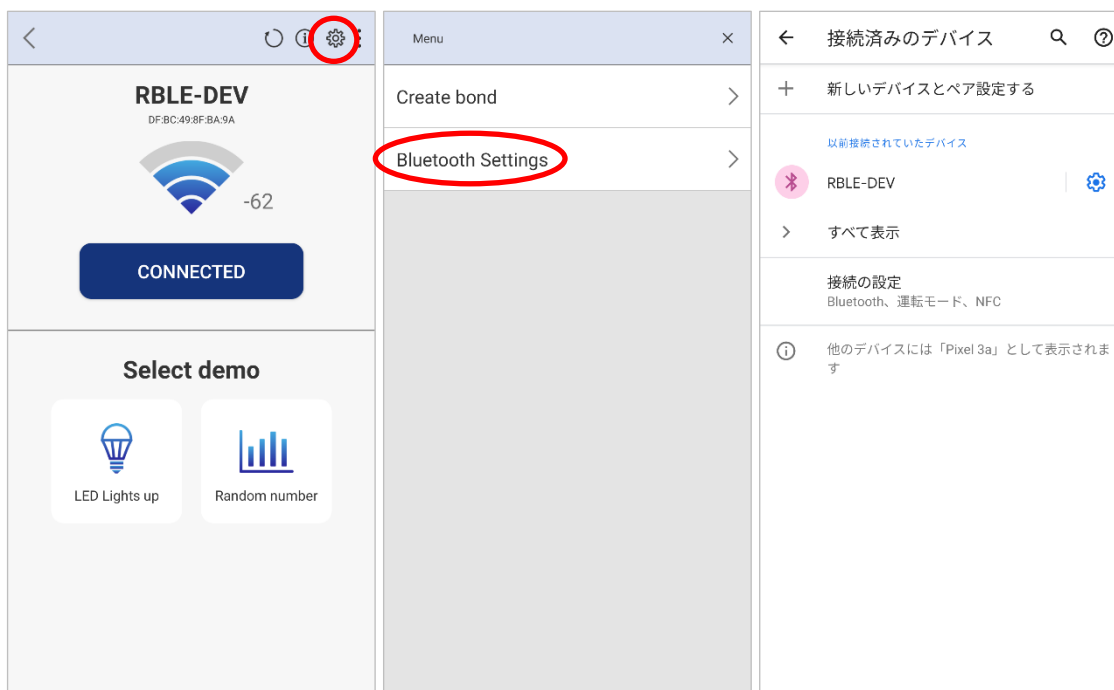 RBLE-DEV
DF:BC:49:8F:BA:9A
-62
CONNECTED
Select demo
LED Lights up
Random number
Menu
Create bond
Bluetooth Settings
接続済みのデバイス
新しいデバイスとペア設定する
以前接続されていたデバイス
RBLE-DEV
すべて表示
接続の設定
Bluetooth、運転モード、NFC
他のデバイスには「Pixel 3a」として表示されま
す